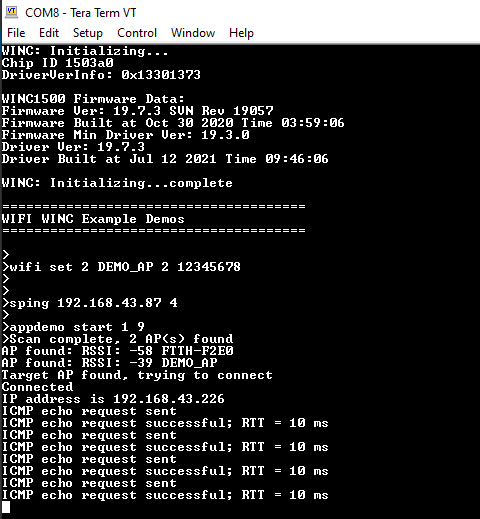 VT COM8 - Tera Term VT
File Edit Setup Control Window Help
WINC: Initializing...
Chip ID 1503a0
DriverVerInfo: 0x13301373
WINC1500 Firmware Data:
Firmware Ver: 19.7.3 SVN Rev 19057
Firmware Built at Oct 30 2020 Time 03:59:06
Firmware Min Driver Ver: 19.3.0
Driver Ver: 19.7.3
Driver Built at Jul 12 2021 Time 09:46:06
WINC: Initializing...complete
======================================
WIFI WINC Example Demos
======================================
>
>wifi set 2 DEMO_AP 2 12345678
>
>
>sping 192.168.43.87 4
>
>appdemo start 1 9
>Scan complete, 2 AP(s) found
AP found: RSSI: -58 FTTH-F2E0
AP found: RSSI: -39 DEMO_AP
Target AP found, trying to connect
Connected
IP address is 192.168.43.226
ICMP echo request sent
ICMP echo request successful; RTT = 10 ms
ICMP echo request sent
ICMP echo request successful; RTT = 10 ms
ICMP echo request sent
ICMP echo request successful; RTT = 10 ms
ICMP echo request sent
ICMP echo request successful; RTT = 10 ms